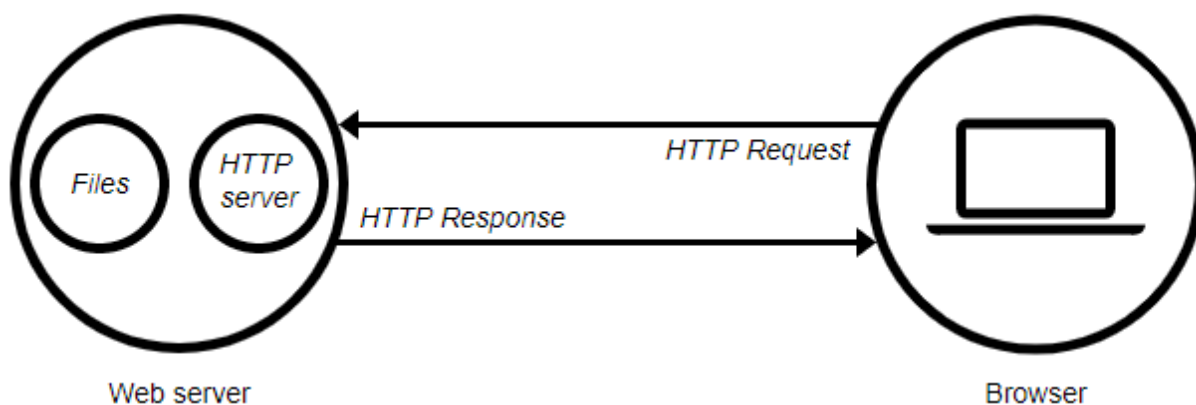 Files
HTTP
server
HTTP Request
HTTP Response
Web server
Browser